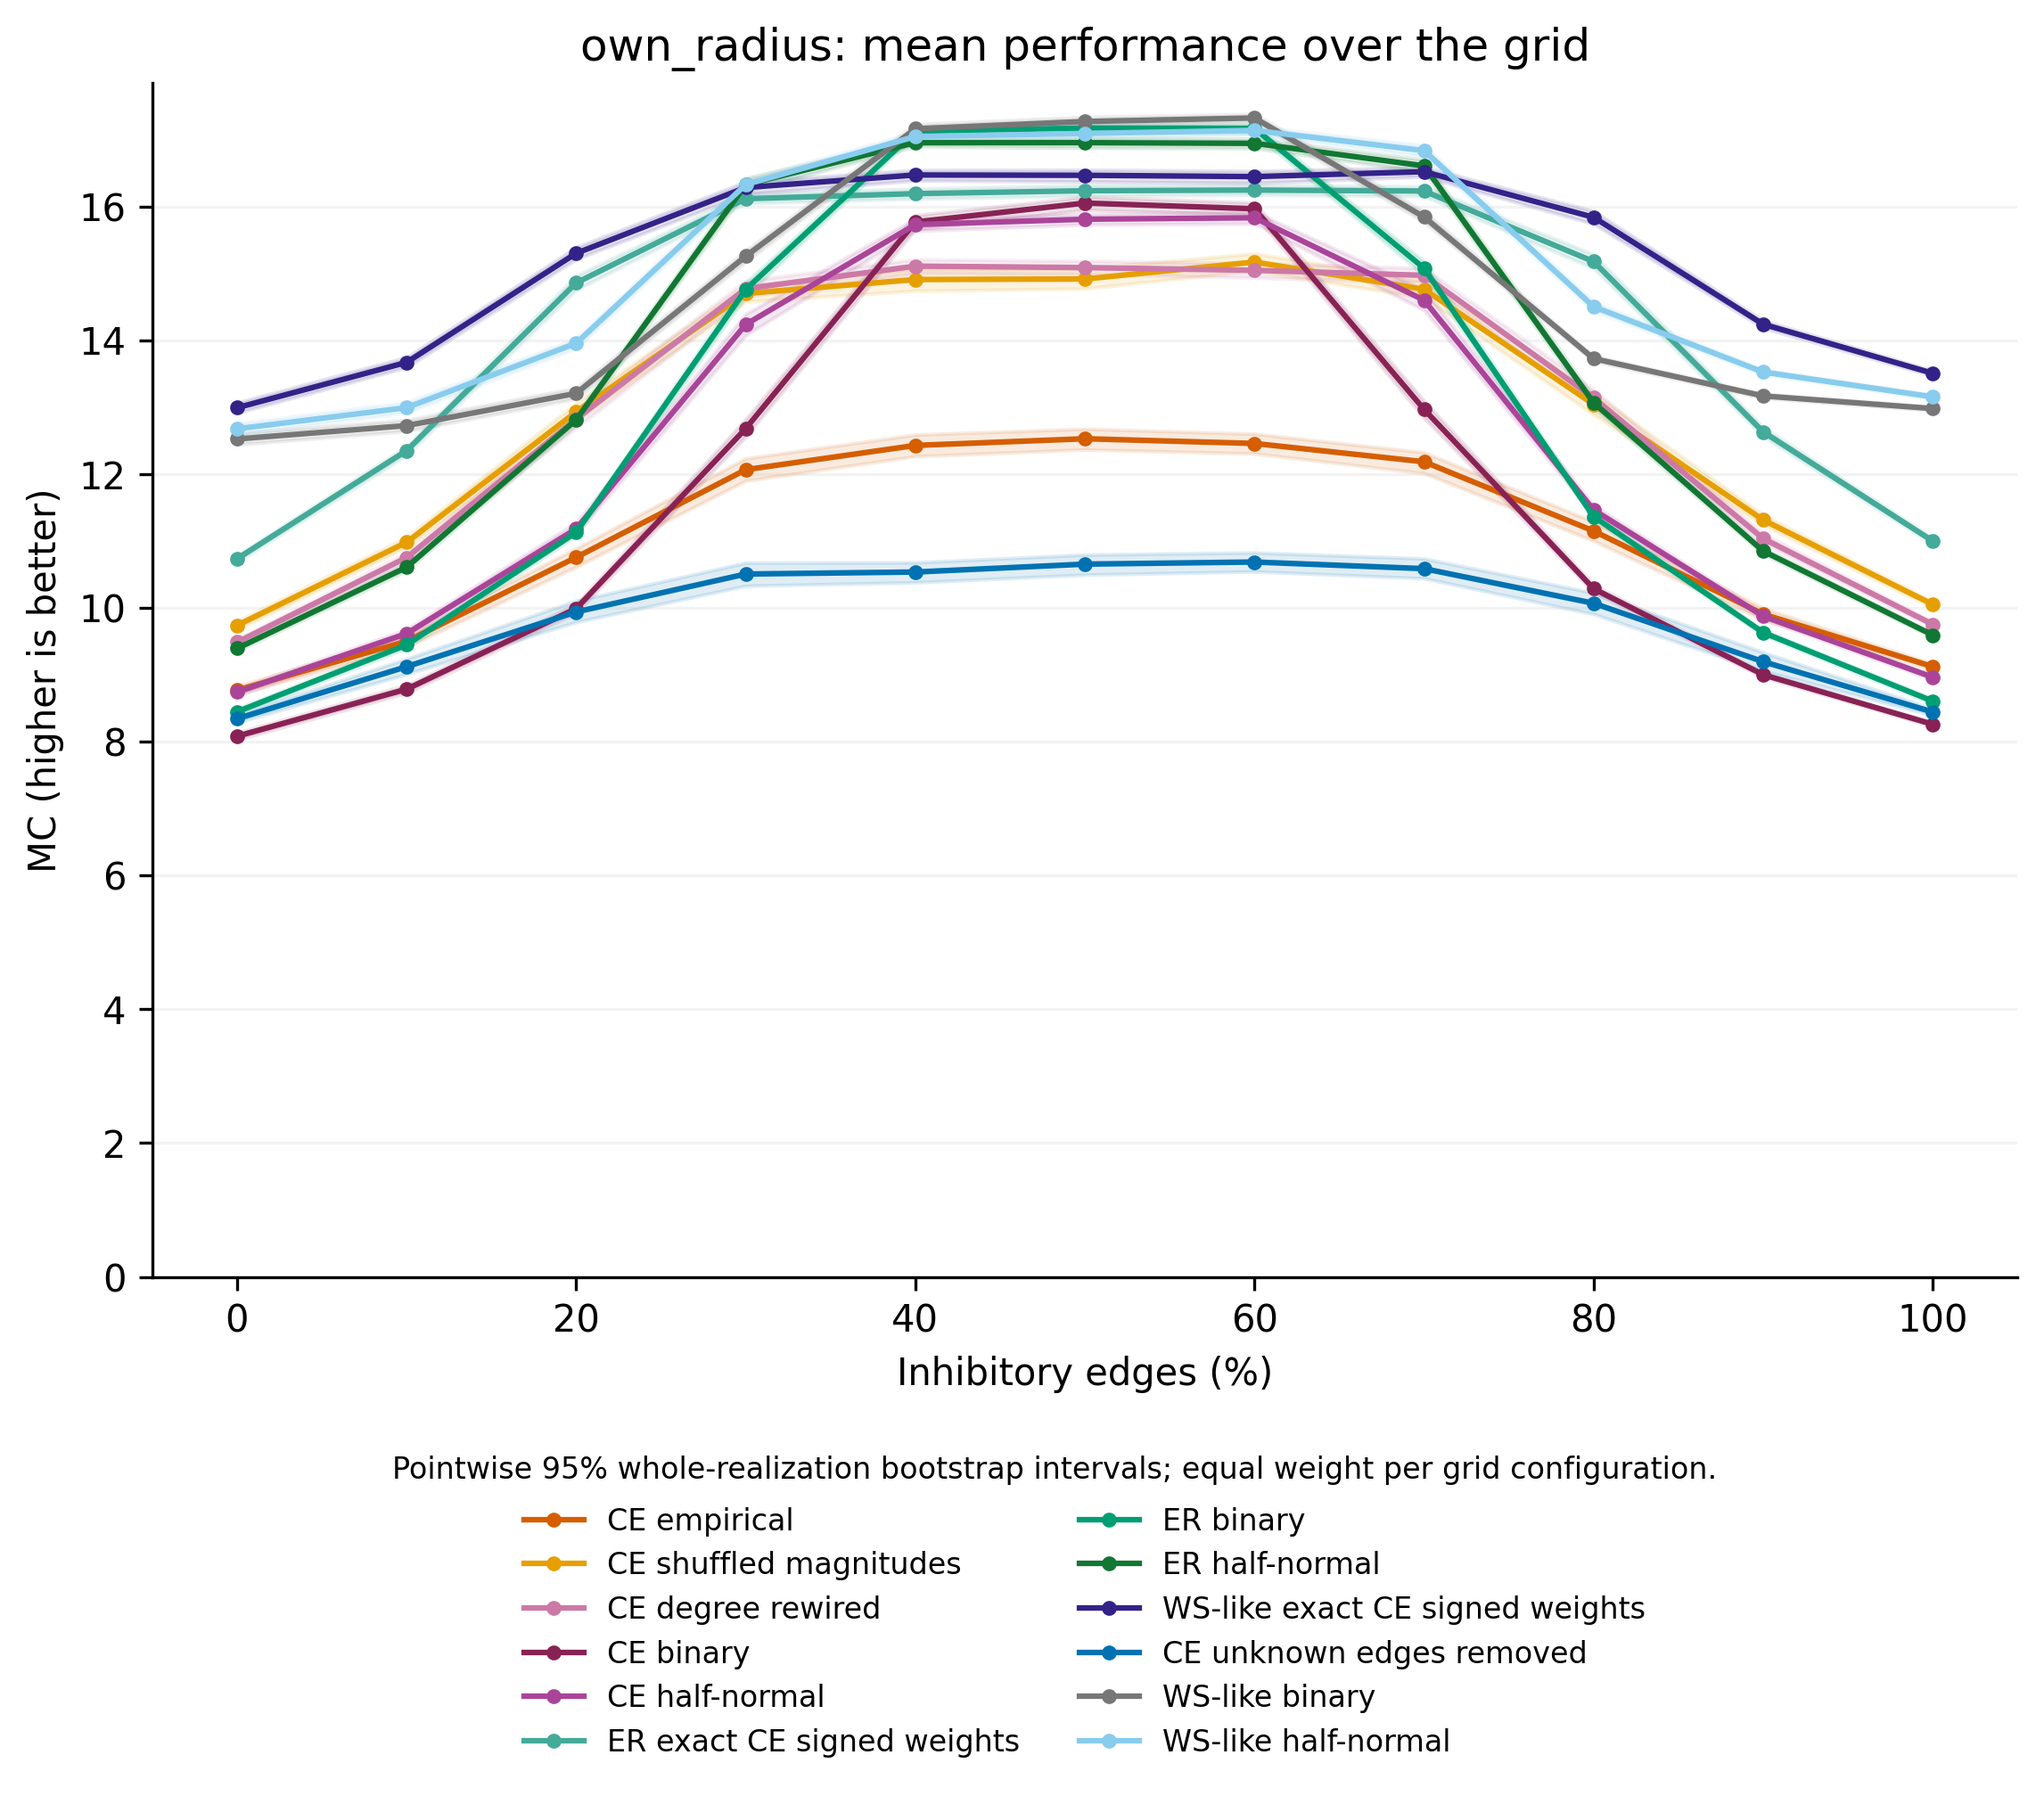 own_radius: mean performance over the grid
MC (higher is better)
16
14
12
10
8
6
4
2
0
0 20 40 60 80 100
Inhibitory edges (%)
Pointwise 95% whole-realization bootstrap intervals; equal weight per grid configuration.
CE empirical
CE shuffled magnitudes
CE degree rewired
CE binary
CE half-normal
ER exact CE signed weights
ER binary
ER half-normal
WS-like exact CE signed weights
CE unknown edges removed
WS-like binary
WS-like half-normal